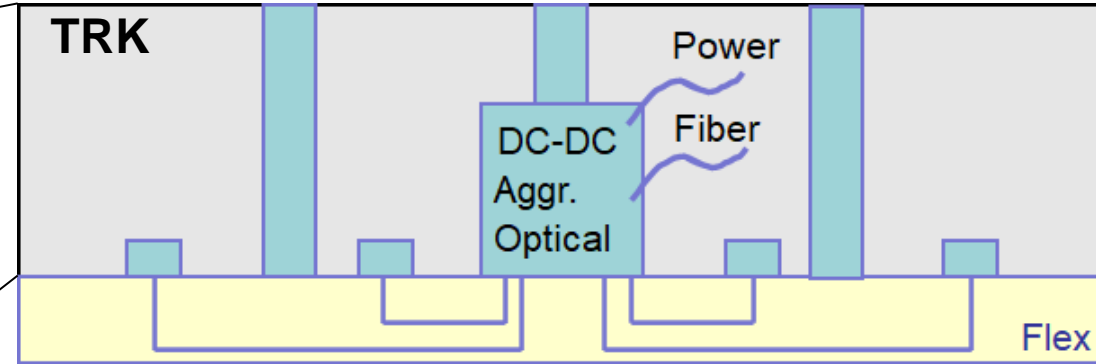 TRK
Power
Fiber
DC-DC
Aggr.
Optical
Flex